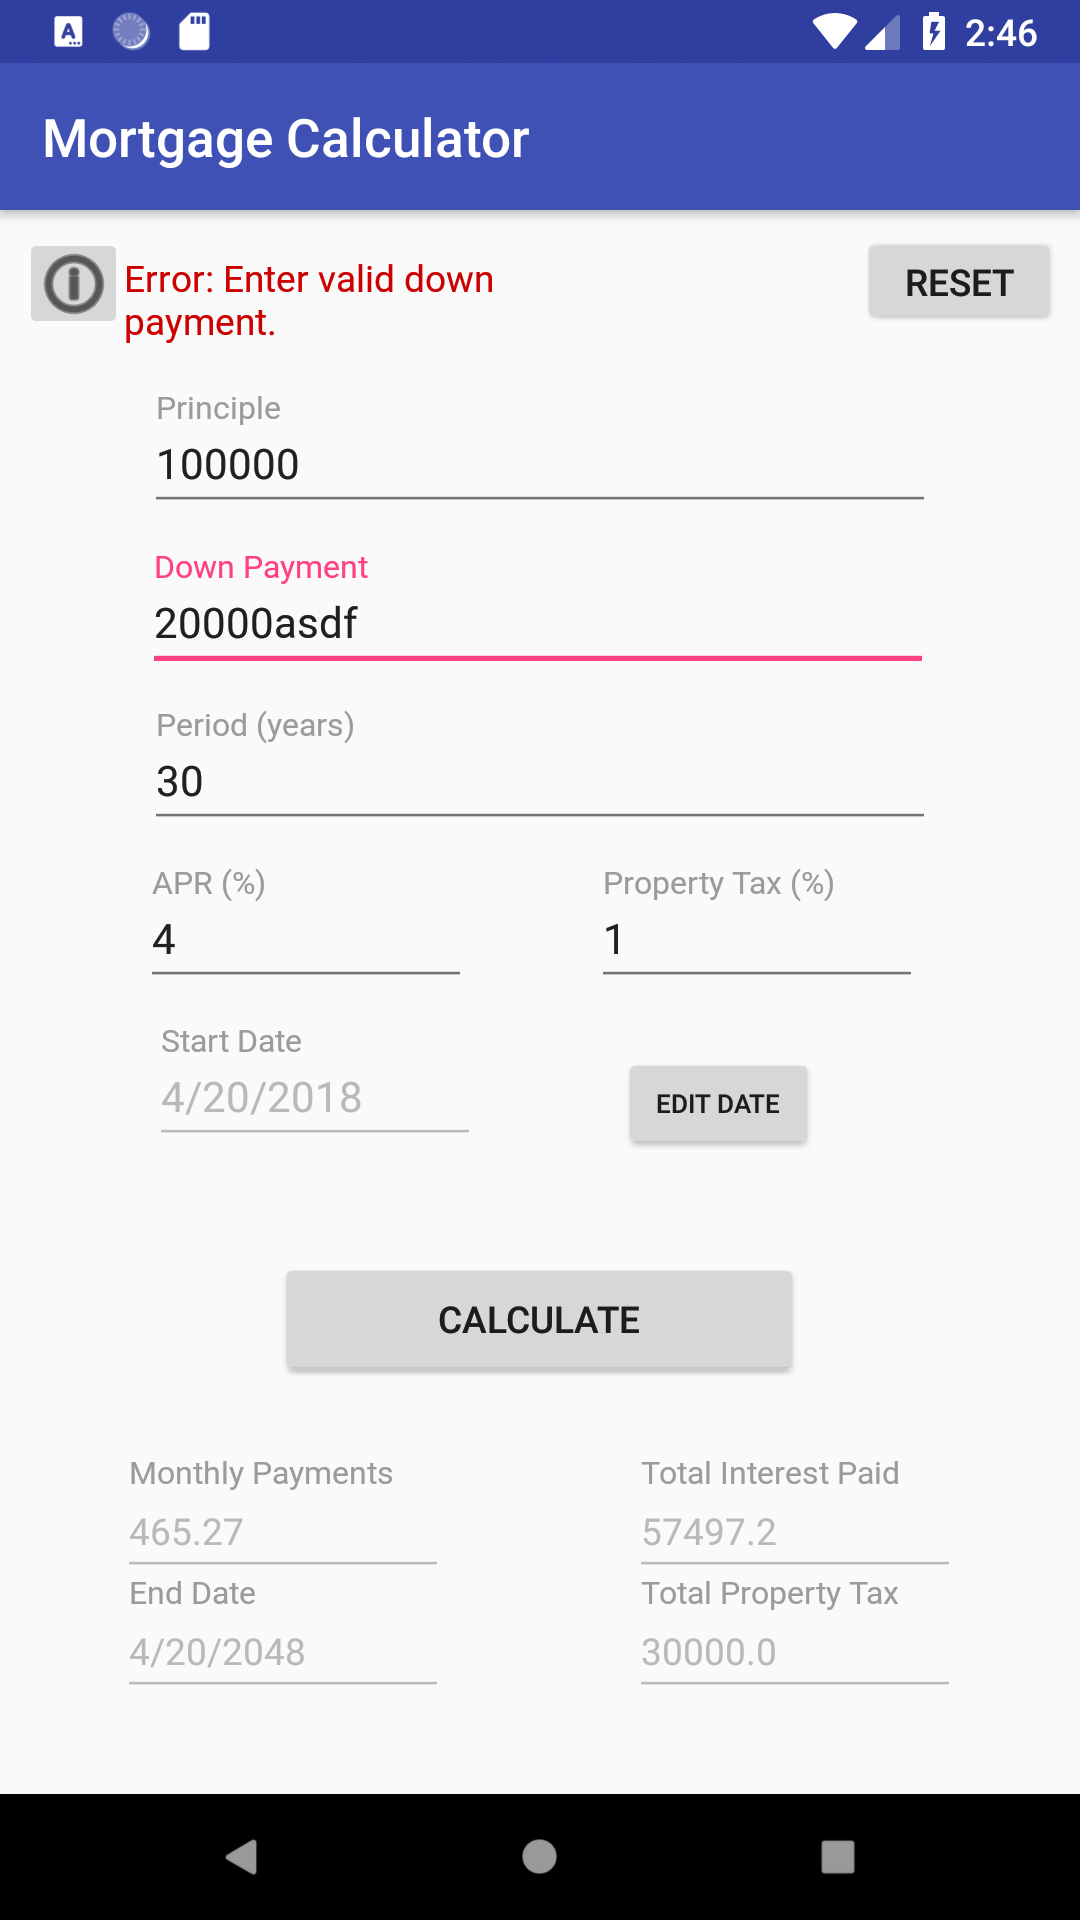 2:46
Mortgage Calculator
Error: Enter valid down
payment.
RESET
Principle
100000
Down Payment
20000asdf
Period (years)
30
APR (%)
Property Tax (%)
4
1
Start Date
4/20/2018
EDIT DATE
CALCULATE
Monthly Payments
Total Interest Paid
465.27
57497.2
End Date
Total Property Tax
4/20/2048
30000.0